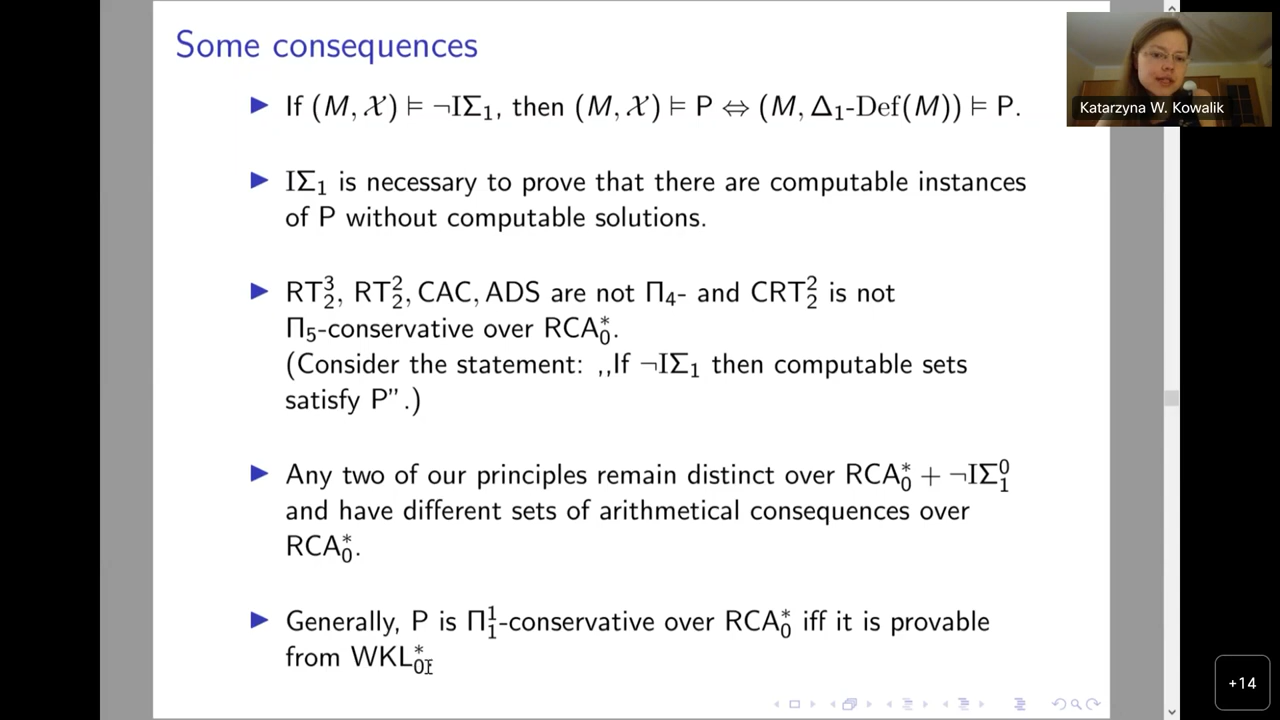 Some consequences
▶ If (M, 𝒳) ⊨ ¬IΣ₁, then (M, 𝒳) ⊨ P ⇔ (M, Δ₁-Def(M)) ⊨ P.
▶ IΣ₁ is necessary to prove that there are computable instances
of P without computable solutions.
▶ RT³₂, RT²₂, CAC, ADS are not Π₄- and CRT²₂ is not
Π₅-conservative over RCA*₀.
(Consider the statement: ,,If ¬IΣ₁ then computable sets
satisfy P”.)
▶ Any two of our principles remain distinct over RCA*₀ + ¬IΣ⁰₁
and have different sets of arithmetical consequences over
RCA*₀.
▶ Generally, P is Π¹₁-conservative over RCA*₀ iff it is provable
from WKL*₀
Katarzyna W. Kowalik
+14